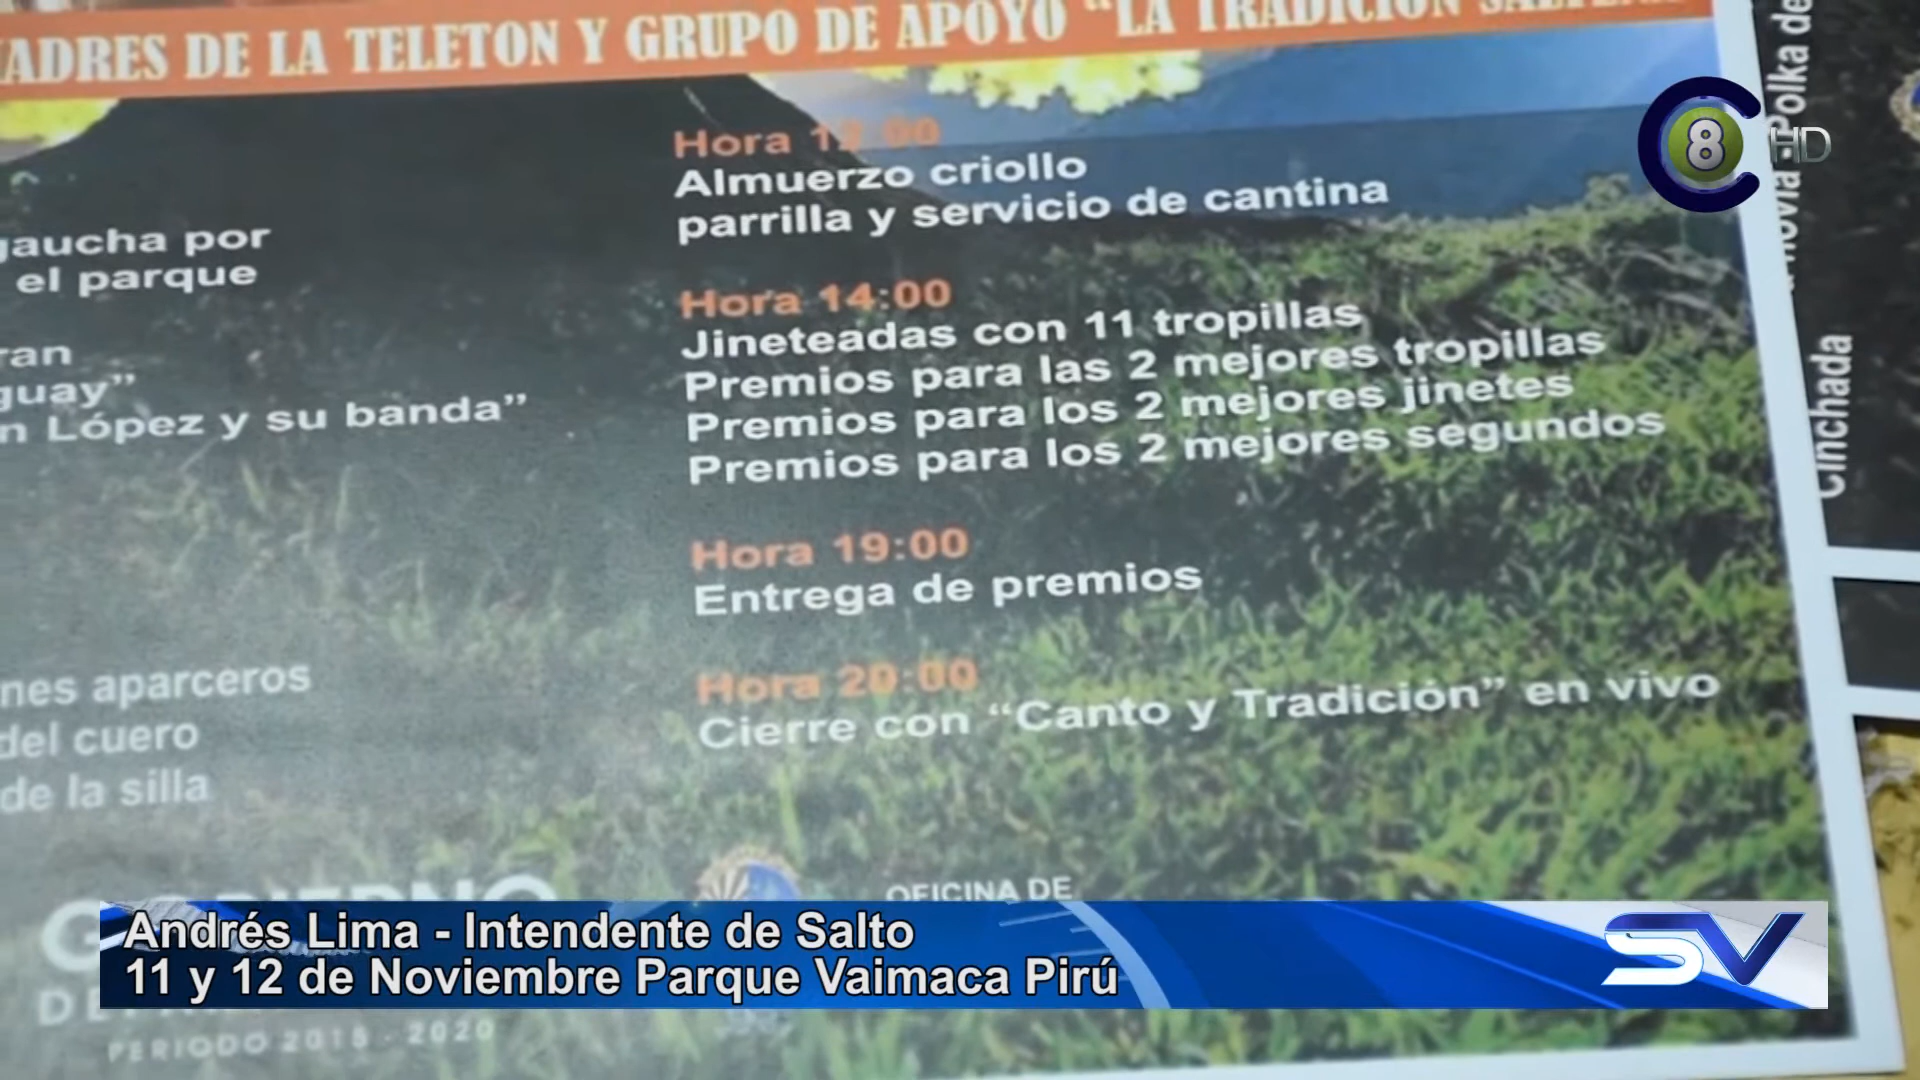 DE LA TELETON Y GRUPO DE APOYO "LA TRADICION
por
el parque
López y su banda"
aparceros
del cuero
de la silla
Hora
Almuerzo criollo
parrilla y servicio de cantina
Hora 14:00
Jineteadas con 11 tropillas
Premios para las 2 mejores tropillas
Premios para los 2 mejores jinetes
Premios para los 2 mejores segundos
Hora 19:00
Entrega de premios
Hora 20:00
Cierre con "Canto y Tradición" en vivo
OFICINA DE
PERIODO 2015 - 2020
Polka de
Cinchada
8 HD
Andrés Lima - Intendente de Salto
11 y 12 de Noviembre Parque Vaimaca Pirú
SV